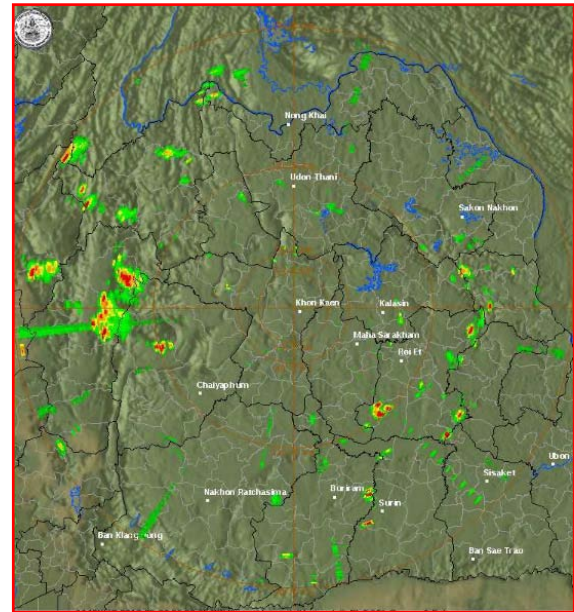 Nong Khai
Udon Thani
Sakon Nakhon
Khon Kaen
Kalasin
Maha Sarakham
Roi Et
Chaiyaphum
Ubon
Sisaket
Nakhon Ratchasima
Buriram
Surin
Ban Sae Trao